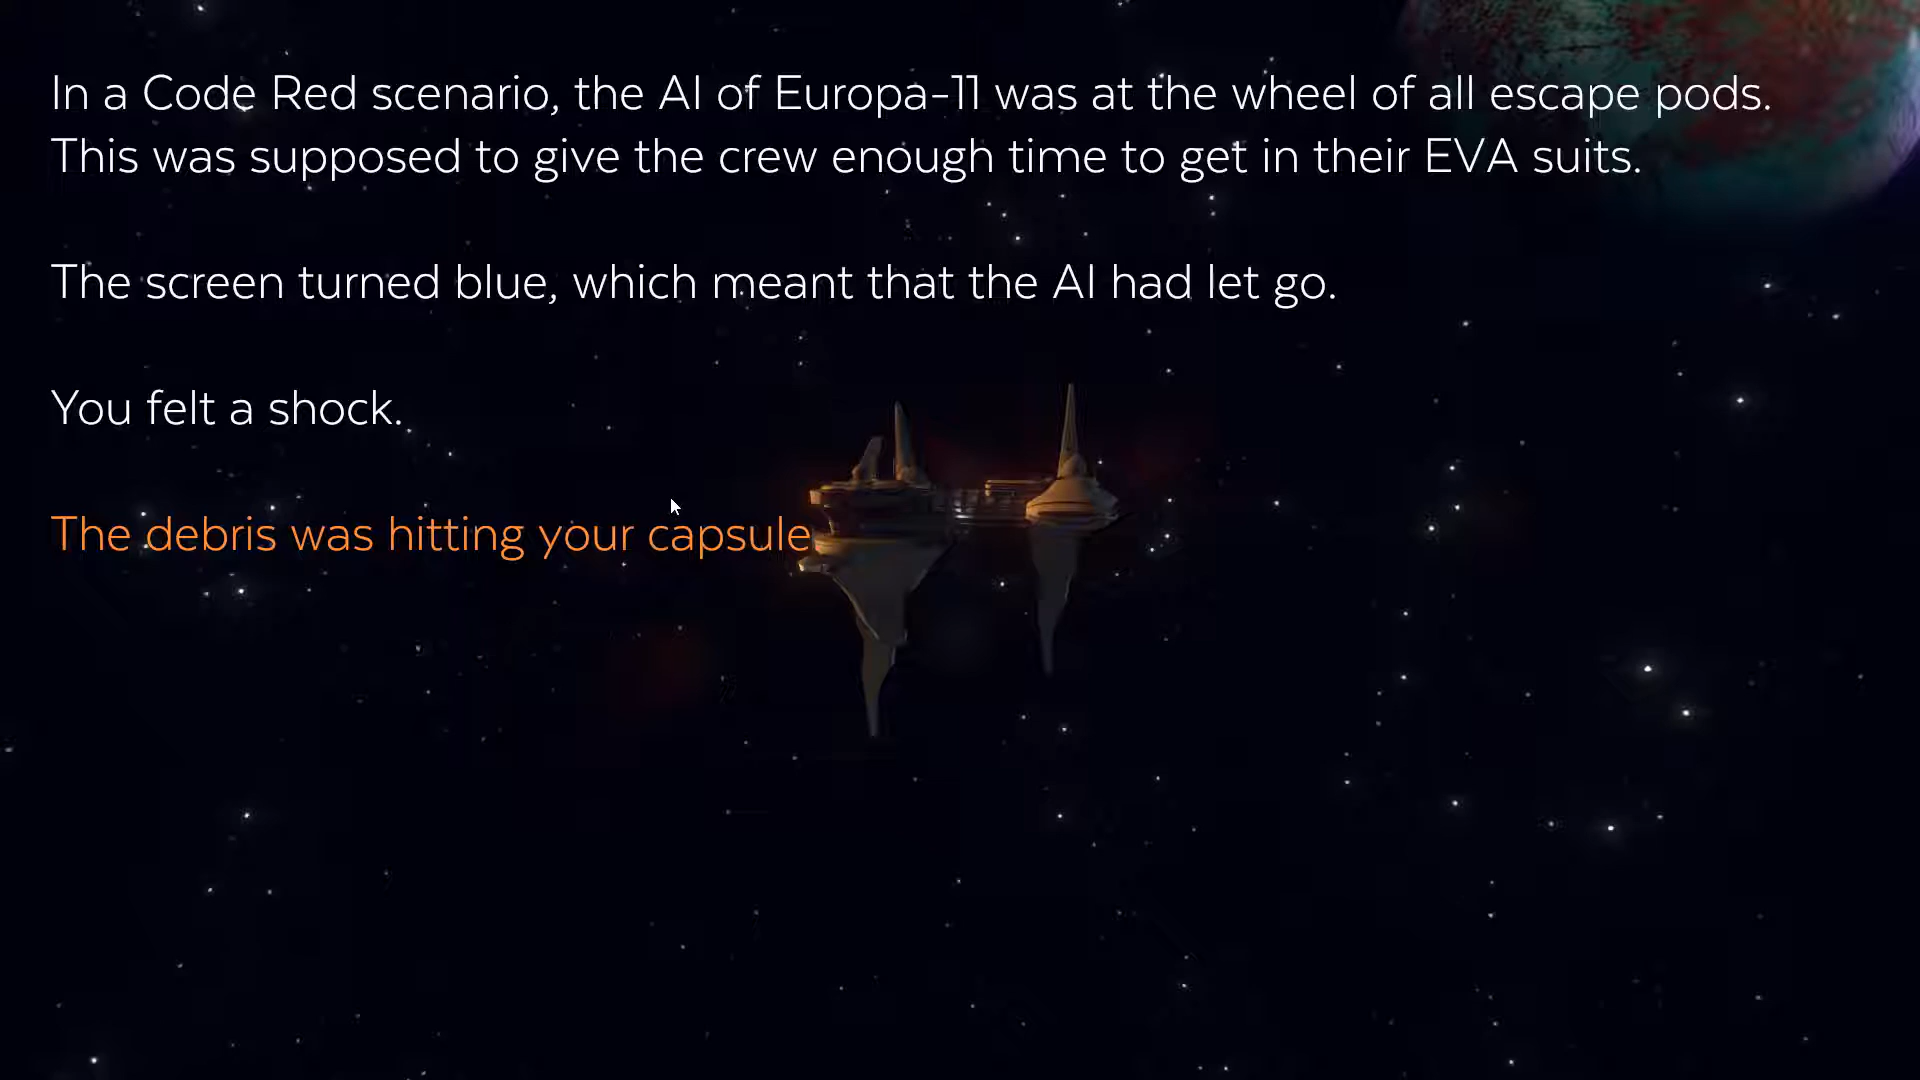 In a Code Red scenario, the AI of Europa-11 was at the wheel of all escape pods.
This was supposed to give the crew enough time to get in their EVA suits.
The screen turned blue, which meant that the AI had let go.
You felt a shock.
The debris was hitting your capsule